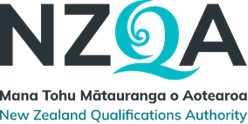 NZQA
Mana Tohu Mātauranga o Aotearoa
New Zealand Qualifications Authority